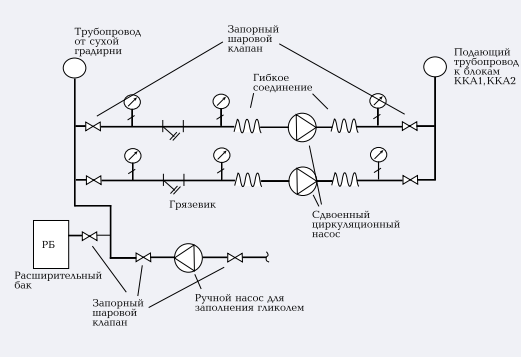 Трубопровод
от сухой
градирни
Запорный
шаровой
клапан
Подающий
трубопровод
к блокам
ККА1,ККА2
Гибкое
соединение
Грязевик
Сдвоенный
циркуляционный
насос
РБ
Расширительный
бак
Запорный
шаровой
клапан
Ручной насос для
заполнения гликолем